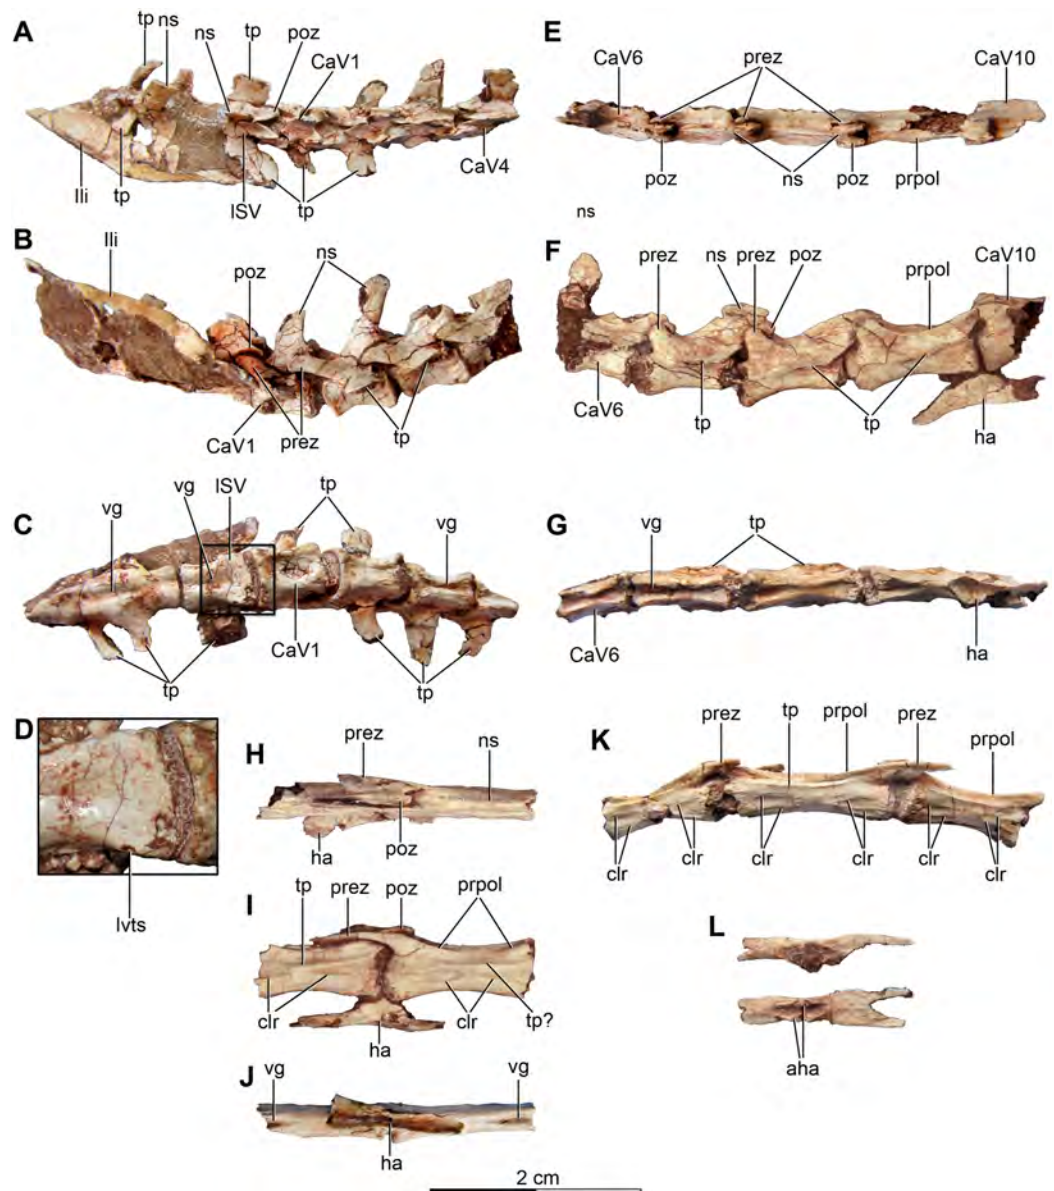 A
tp ns ns tp poz CaV1
lli tp lSV tp CaV4
B
lli poz ns
CaV1 prez tp
C
vg vg lSV tp vg
tp CaV1 tp
D
lvts
E
CaV6 prez CaV10
poz ns poz prpol
ns
F
prez ns prez poz prpol CaV10
CaV6 tp tp ha
G
vg tp
CaV6 ha
H
prez ns
ha poz
I
tp prez poz prpol
clr ha clr tp?
J
vg vg
ha
K
prez tp prpol prez prpol
clr clr clr clr clr clr
L
aha
2 cm